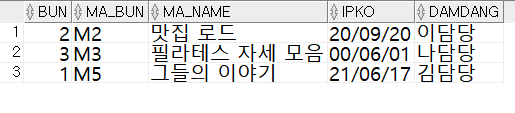 BUN MA_BUN MA_NAME IPKO DAMDANG
1 2 M2 맛집 로드 20/09/20 이담당
2 3 M3 필라테스 자세 모음 00/06/01 나담당
3 1 M5 그들의 이야기 21/06/17 김담당